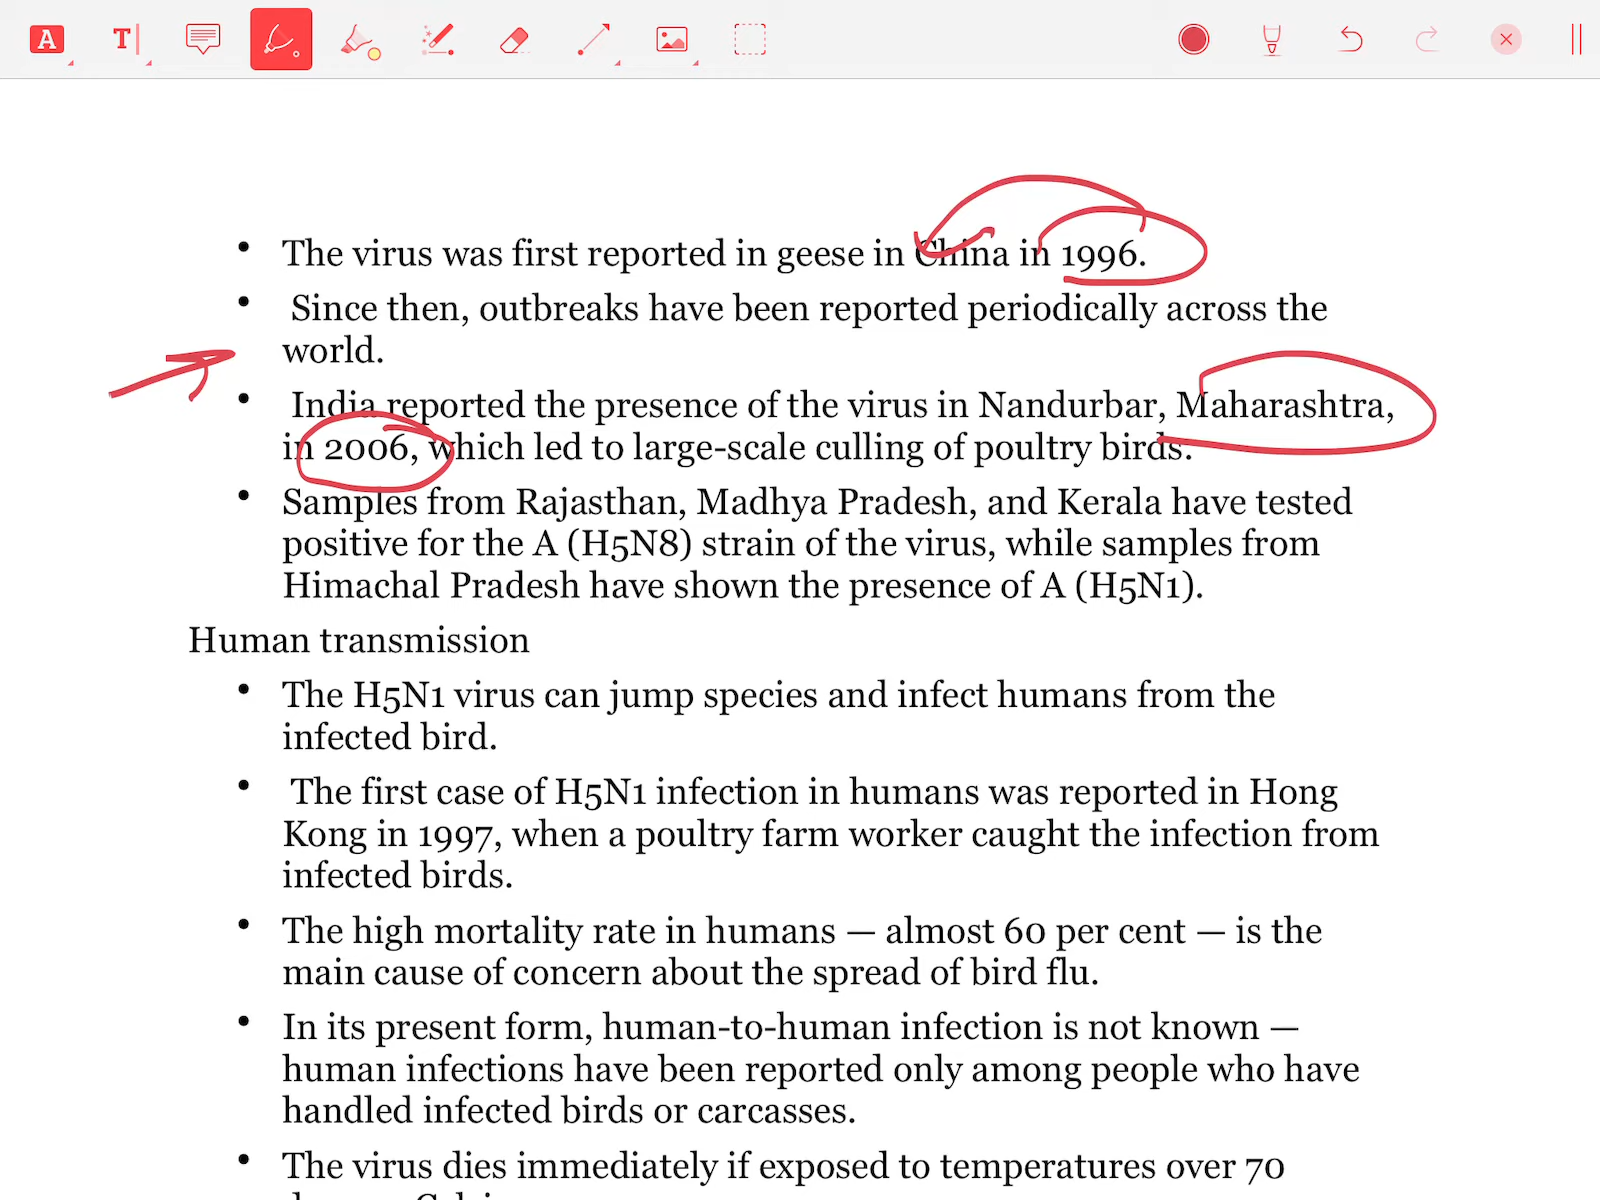 A
T
• The virus was first reported in geese in China in 1996.
• Since then, outbreaks have been reported periodically across the
world.
• India reported the presence of the virus in Nandurbar, Maharashtra,
in 2006, which led to large-scale culling of poultry birds.
• Samples from Rajasthan, Madhya Pradesh, and Kerala have tested
positive for the A (H5N8) strain of the virus, while samples from
Himachal Pradesh have shown the presence of A (H5N1).
Human transmission
• The H5N1 virus can jump species and infect humans from the
infected bird.
• The first case of H5N1 infection in humans was reported in Hong
Kong in 1997, when a poultry farm worker caught the infection from
infected birds.
• The high mortality rate in humans — almost 60 per cent — is the
main cause of concern about the spread of bird flu.
• In its present form, human-to-human infection is not known —
human infections have been reported only among people who have
handled infected birds or carcasses.
• The virus dies immediately if exposed to temperatures over 70